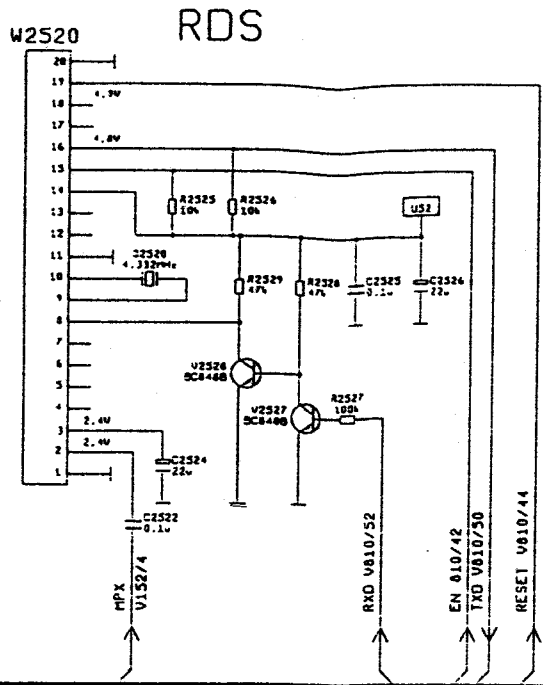 RDS
W2520
20
19
4.9V
18
17
4.8V
16
15
14
R2525
10k
R2526
10k
U52
13
12
11
C2520
4.332MHz
10
9
R2529
47k
R2528
47k
C2525
0.1u
C2526
22u
8
7
6
V2526
BC848B
5
4
V2527
BC848B
R2527
100k
3
2.4V
2
2.4V
C2524
22u
1
C2522
0.1u
MPX
V152/4
RXD V810/52
EN 810/42
TXD V810/50
RESET V810/44